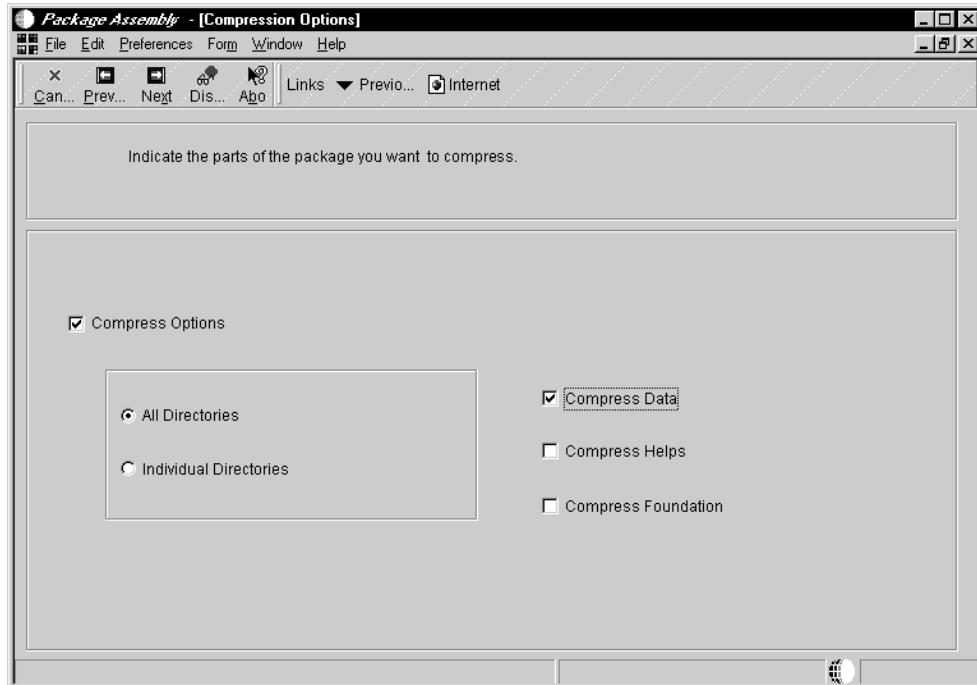 Package Assembly - [Compression Options]
File Edit Preferences Form Window Help
Can... Prev... Next Dis... Abo Links Previo... Internet
Indicate the parts of the package you want to compress.
Compress Options
All Directories
Individual Directories
Compress Data
Compress Helps
Compress Foundation